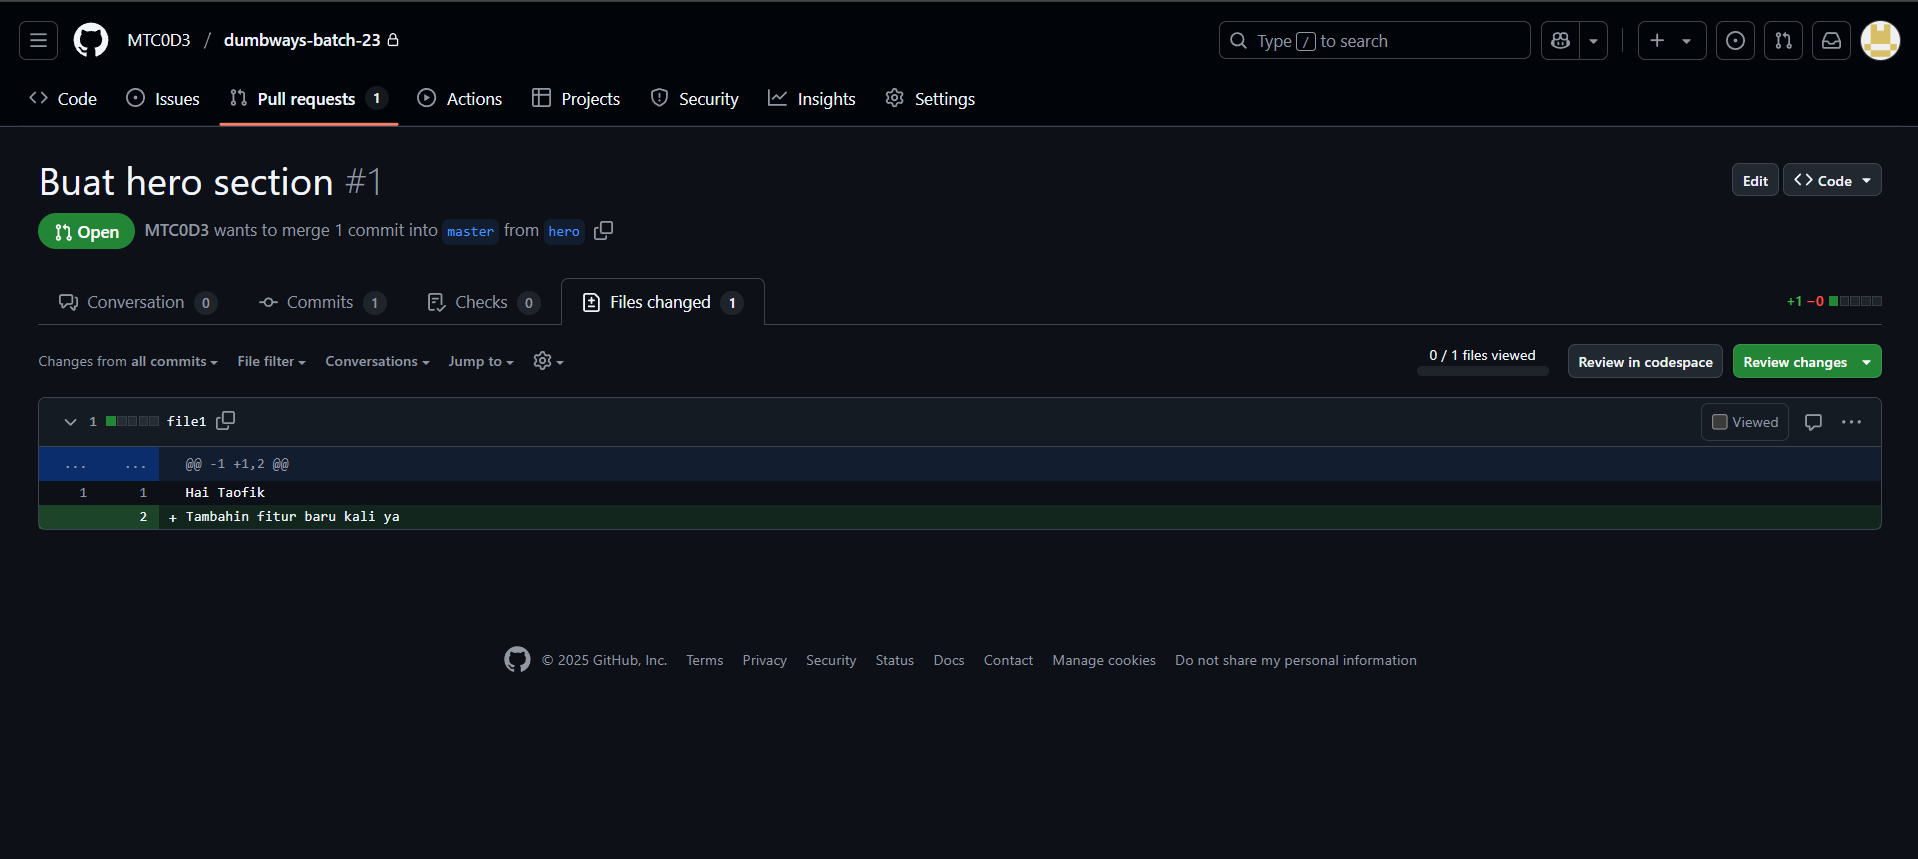 MTC0D3 / dumbways-batch-23
Type / to search
Code Issues Pull requests 1 Actions Projects Security Insights Settings
Buat hero section #1
Edit
Code
Open
MTC0D3 wants to merge 1 commit into master from hero
Conversation 0 Commits 1 Checks 0 Files changed 1
+1 −0
Changes from all commits File filter Conversations Jump to
0 / 1 files viewed
Review in codespace
Review changes
1 file1
Viewed
... ... @@ -1 +1,2 @@
1 1 Hai Taofik
2 + Tambahin fitur baru kali ya
© 2025 GitHub, Inc. Terms Privacy Security Status Docs Contact Manage cookies Do not share my personal information